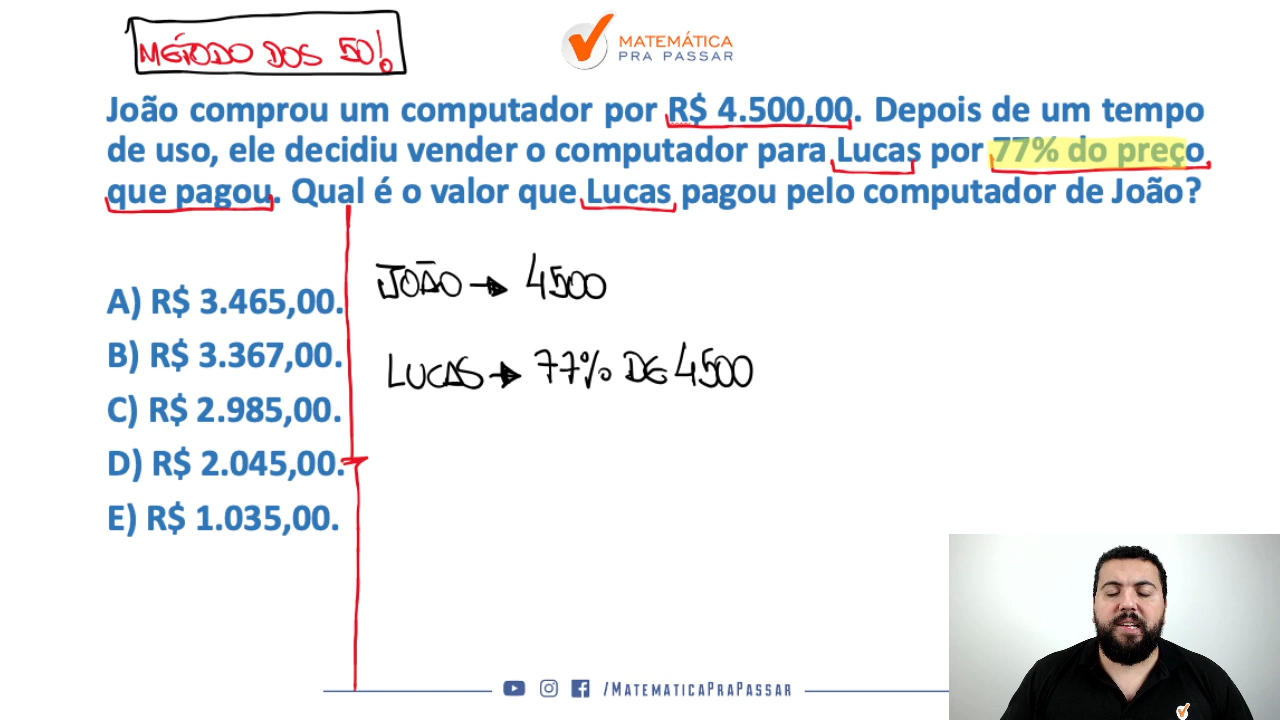 MÉTODO DOS 50!
MATEMÁTICA
PRA PASSAR
João comprou um computador por R$ 4.500,00. Depois de um tempo
de uso, ele decidiu vender o computador para Lucas por 77% do preço
que pagou. Qual é o valor que Lucas pagou pelo computador de João?
A) R$ 3.465,00.
B) R$ 3.367,00.
C) R$ 2.985,00.
D) R$ 2.045,00.
E) R$ 1.035,00.
JOÃO → 4500
LUCAS → 77% DE 4500
/MATEMATICAPRAPASSAR